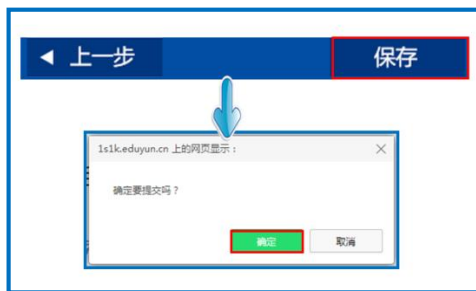 上一步
保存
1s1k.eduyun.cn 上的网页显示：
确定要提交吗？
确定
取消